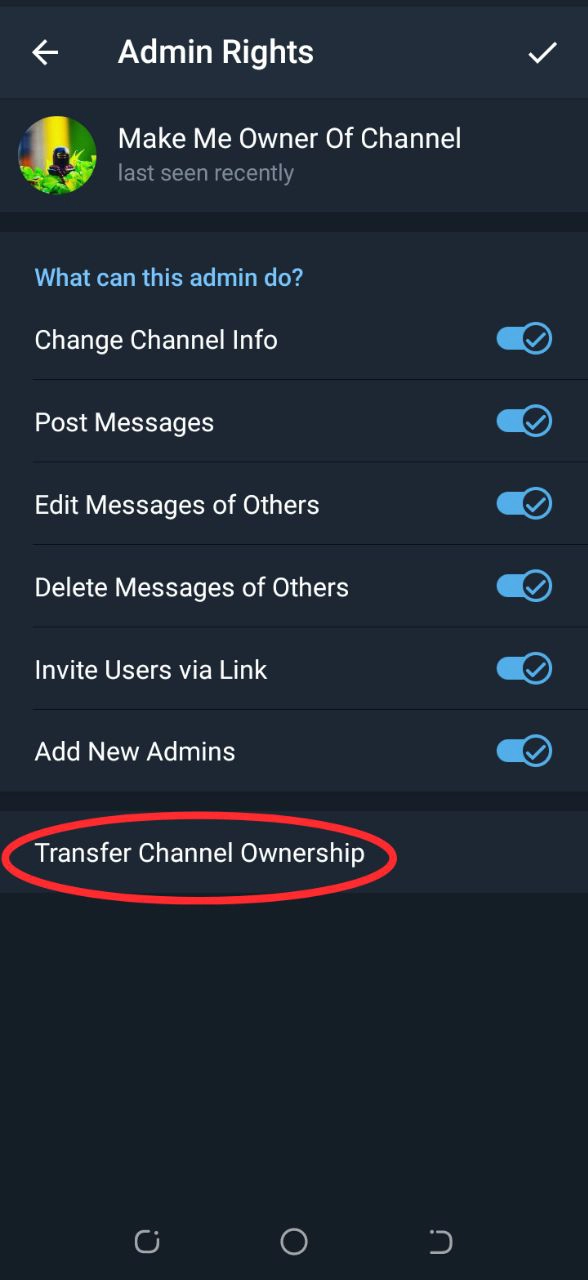 Admin Rights
Make Me Owner Of Channel
last seen recently
What can this admin do?
Change Channel Info
Post Messages
Edit Messages of Others
Delete Messages of Others
Invite Users via Link
Add New Admins
Transfer Channel Ownership